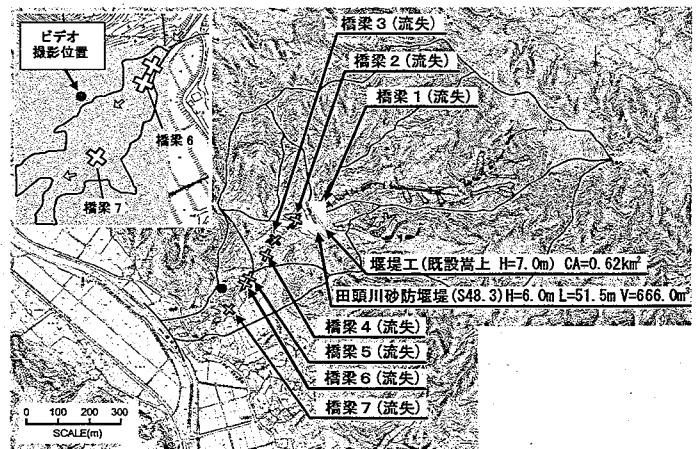 ビデオ
撮影位置
橋梁6
橋梁7
橋梁3(流失)
橋梁2(流失)
橋梁1(流失)
堰堤工(既設嵩上 H=7.0m) CA=0.62km²
田頭川砂防堰堤(S48.3)H=6.0m L=51.5m V=666.0m³
橋梁4(流失)
橋梁5(流失)
橋梁6(流失)
橋梁7(流失)
0 100 200 300
SCALE(m)